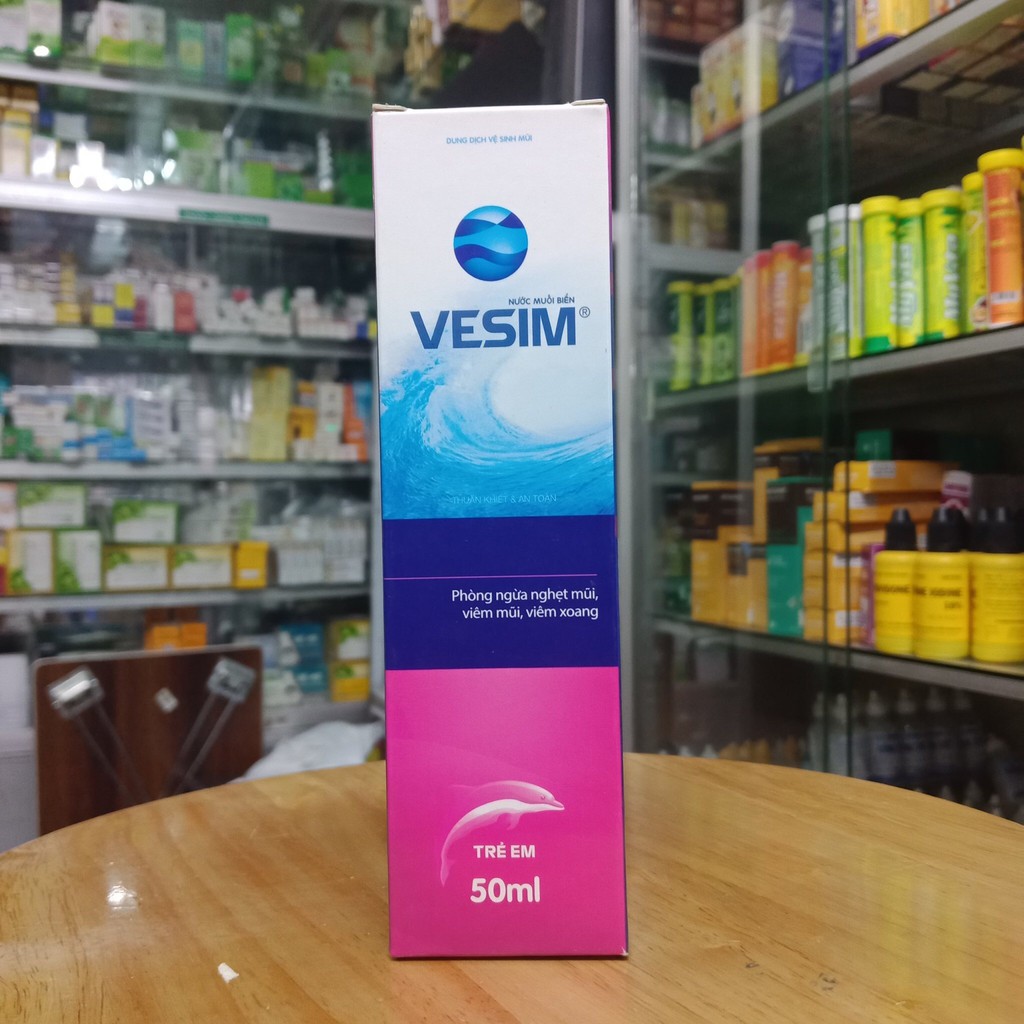 DUNG DỊCH VỆ SINH MŨI
NƯỚC MUỐI BIỂN
VESIM®
THUẦN KHIẾT & AN TOÀN
Phòng ngừa nghẹt mũi,
viêm mũi, viêm xoang
TRẺ EM
50ml